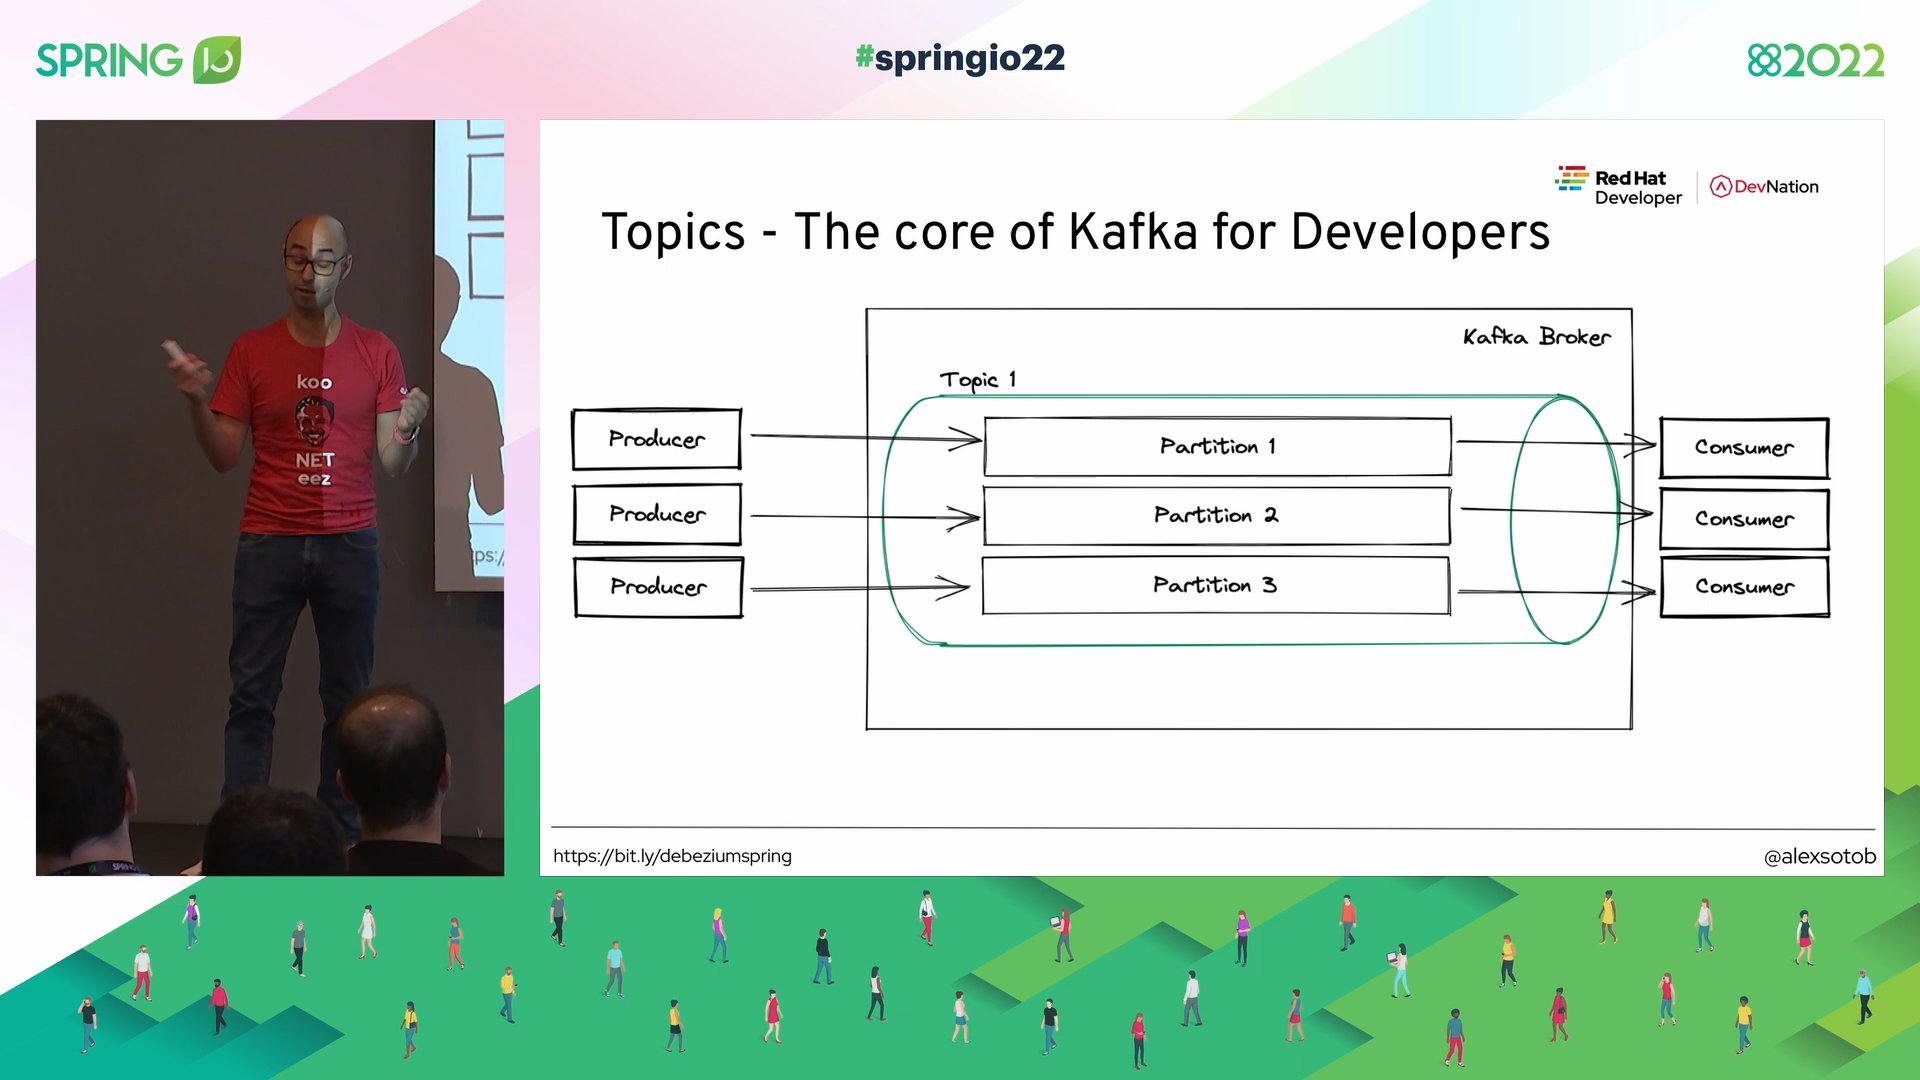 SPRING IO
#springio22
2022
Red Hat
Developer
DevNation
Topics - The core of Kafka for Developers
Kafka Broker
Topic 1
Producer
Partition 1
Consumer
Producer
Partition 2
Consumer
Producer
Partition 3
Consumer
https://bit.ly/debeziumspring
@alexsotob
koo
NET
eez
ps:/